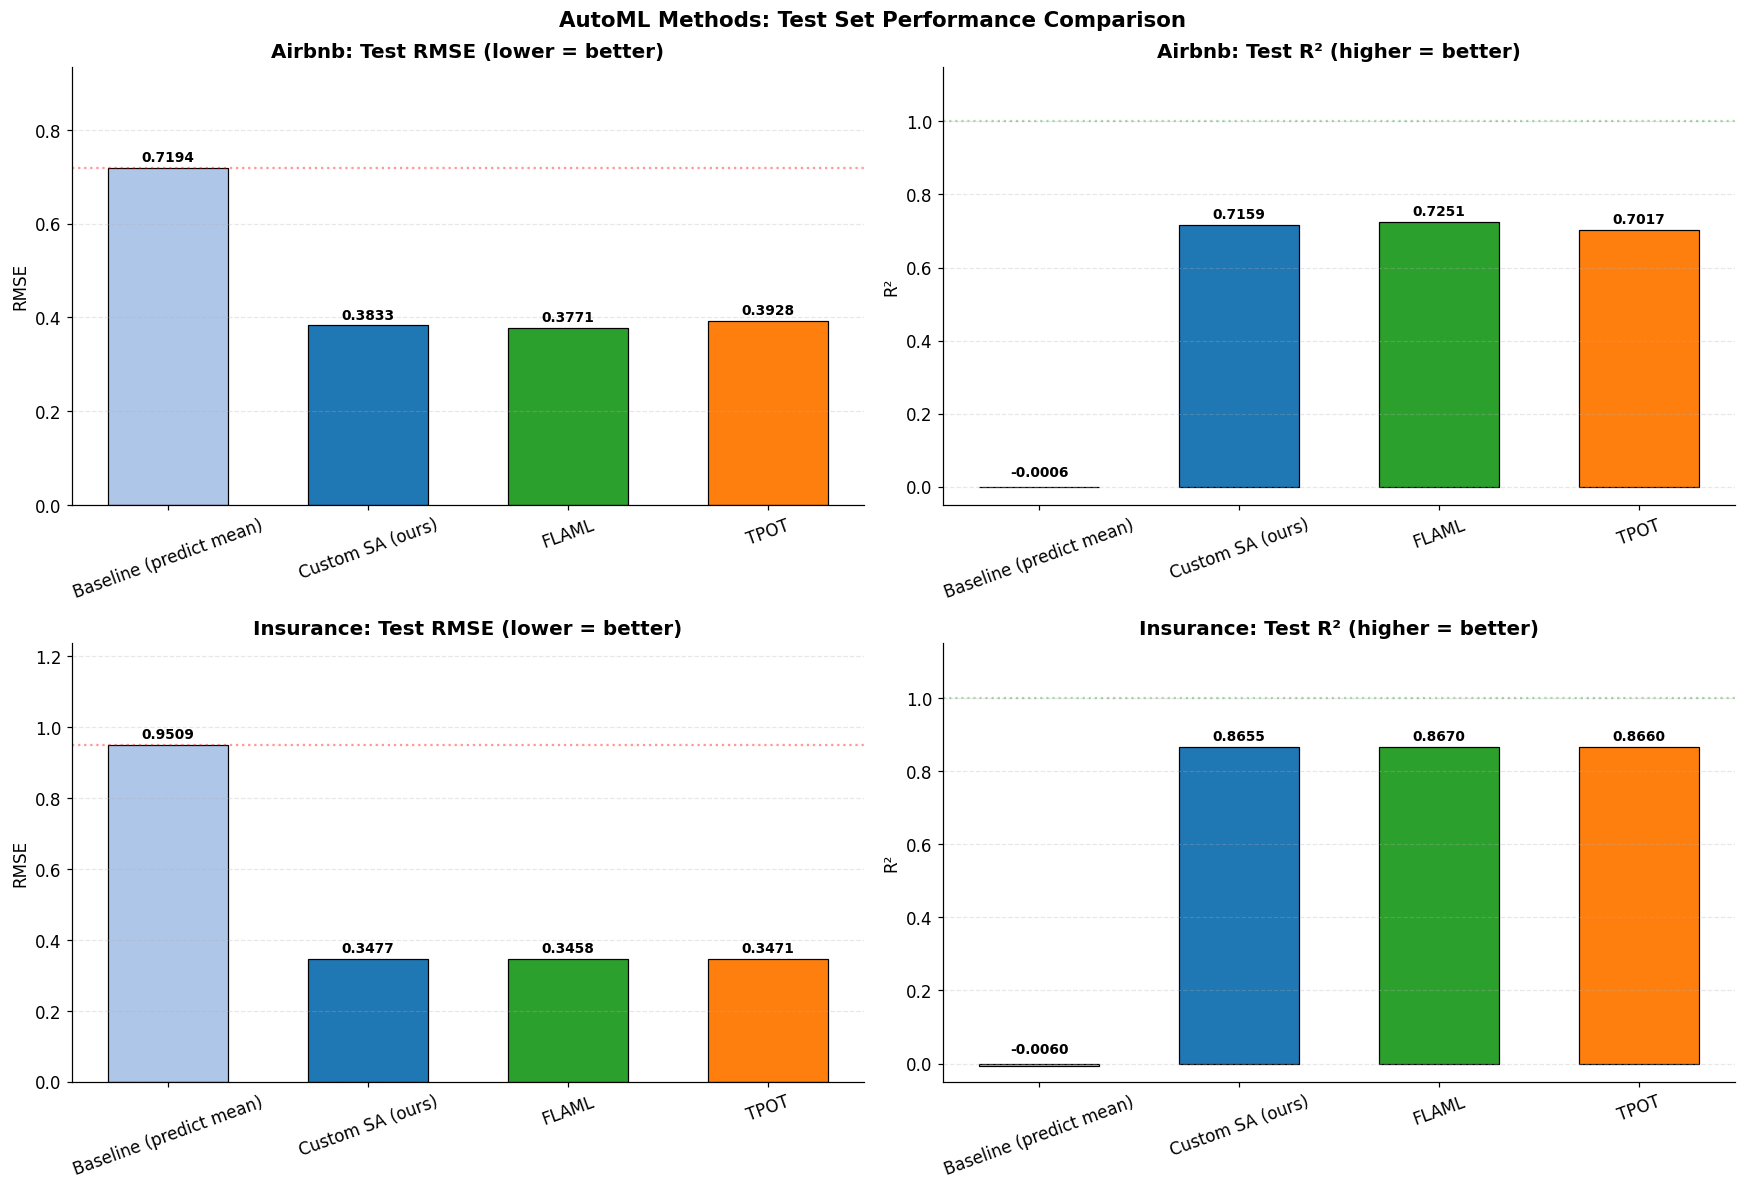 AutoML Methods: Test Set Performance Comparison
Airbnb: Test RMSE (lower = better)
RMSE
0.8
0.6
0.4
0.2
0.0
0.7194
0.3833
0.3771
0.3928
Baseline (predict mean)
Custom SA (ours)
FLAML
TPOT
Airbnb: Test R² (higher = better)
R²
1.0
0.8
0.6
0.4
0.2
0.0
-0.0006
0.7159
0.7251
0.7017
Baseline (predict mean)
Custom SA (ours)
FLAML
TPOT
Insurance: Test RMSE (lower = better)
RMSE
1.2
1.0
0.8
0.6
0.4
0.2
0.0
0.9509
0.3477
0.3458
0.3471
Baseline (predict mean)
Custom SA (ours)
FLAML
TPOT
Insurance: Test R² (higher = better)
R²
1.0
0.8
0.6
0.4
0.2
0.0
-0.0060
0.8655
0.8670
0.8660
Baseline (predict mean)
Custom SA (ours)
FLAML
TPOT